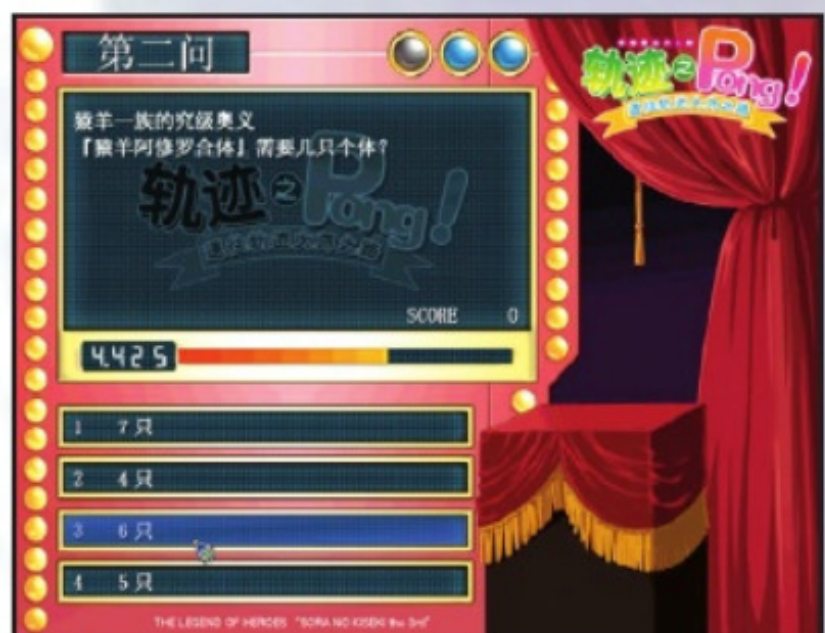 第二问
轨迹之Pong!
猿羊一族的究级奥义
『猿羊阿修罗合体』需要几只个体?
轨迹之Pong!
SCORE 0
4.425
1 7只
2 4只
3 6只
4 5只
THE LEGEND OF HEROES "SORA NO KISEKI the 3rd"